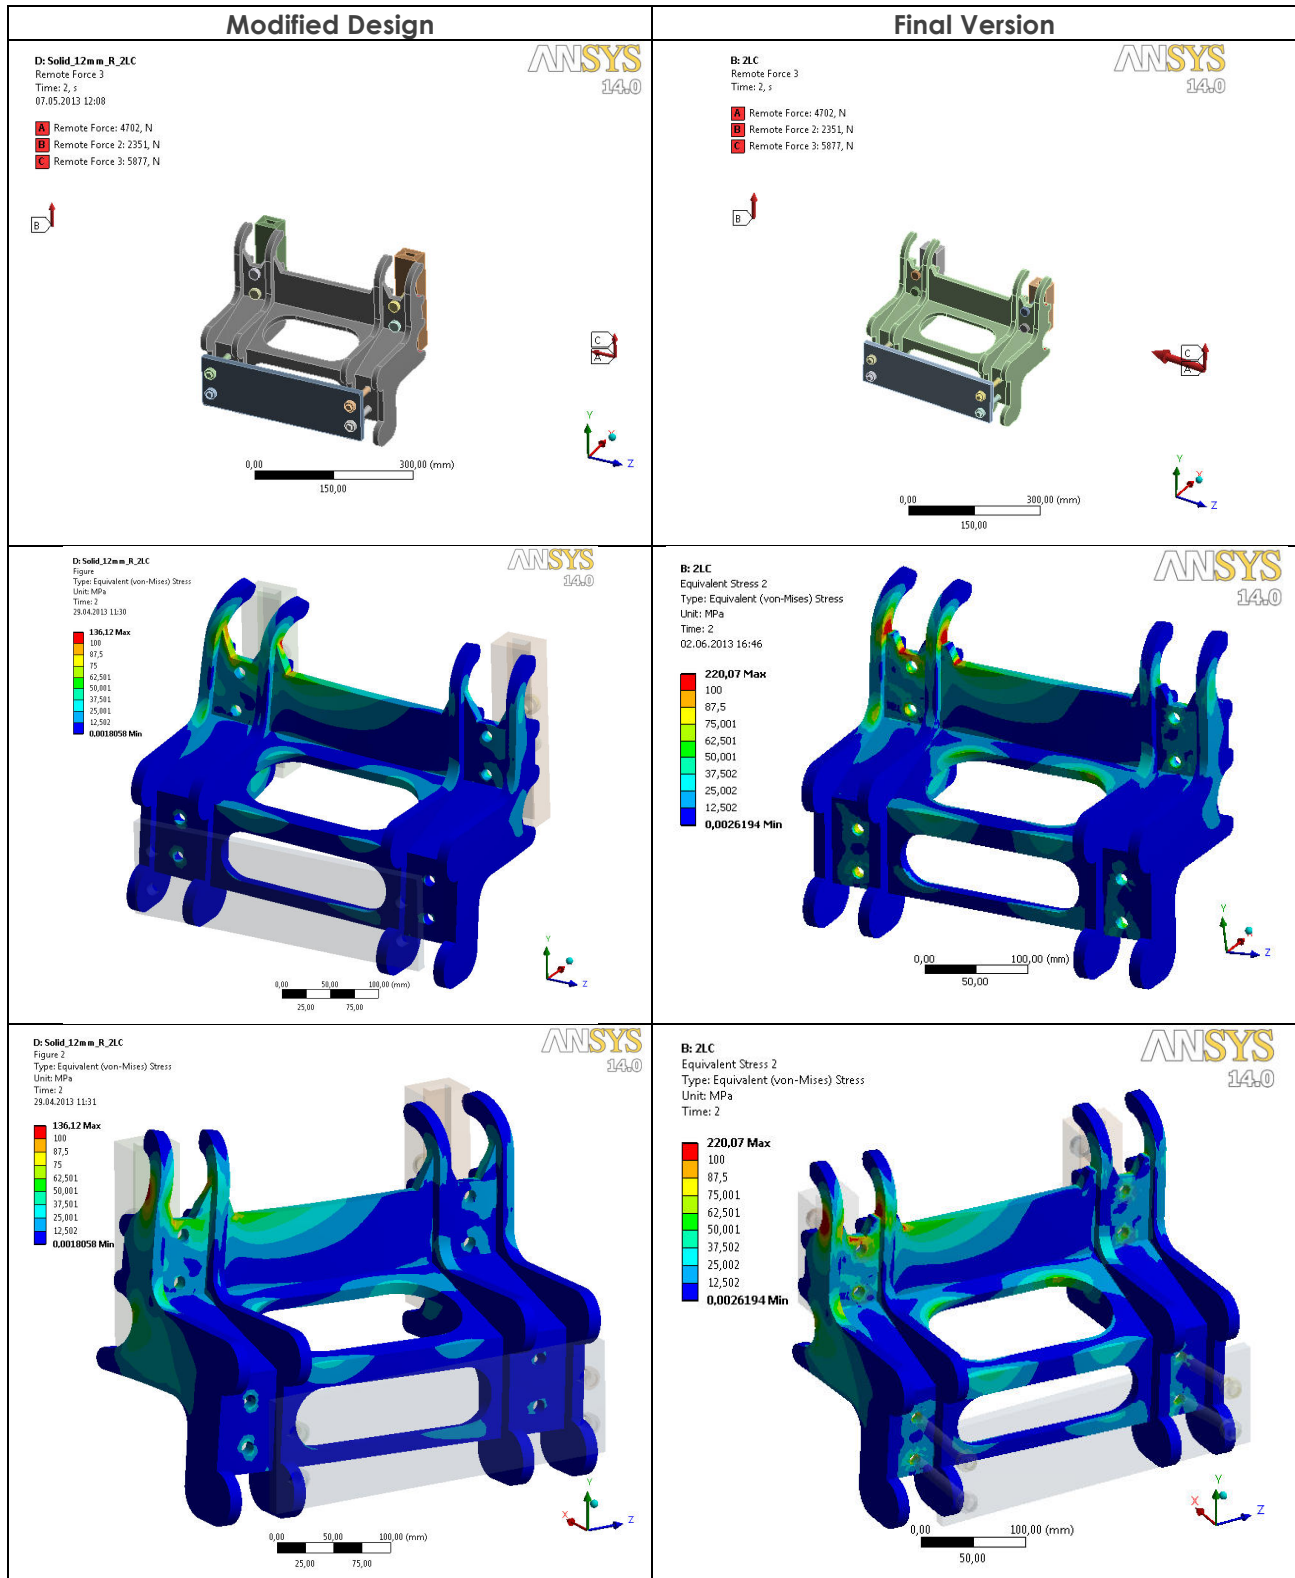 Modified Design
Final Version
D: Solid_12mm_R_2LC
Remote Force 3
Time: 2, s
07.05.2013 12:08
ANSYS
14.0
A Remote Force: 4702, N
B Remote Force 2: 2351, N
C Remote Force 3: 5877, N
B
C
A
Y
X
Z
0,00
300,00 (mm)
150,00
B: 2LC
Remote Force 3
Time: 2, s
ANSYS
14.0
A Remote Force: 4702, N
B Remote Force 2: 2351, N
C Remote Force 3: 5877, N
B
C
A
Y
X
Z
0,00
300,00 (mm)
150,00
D: Solid_12mm_R_2LC
Figure
Type: Equivalent (von-Mises) Stress
Unit: MPa
Time: 2
29.04.2013 11:30
ANSYS
14.0
136,12 Max
100
87,5
75
62,501
50,001
37,501
25,001
12,502
0,0018058 Min
Y
Z
0,00
50,00
100,00 (mm)
25,00
75,00
B: 2LC
Equivalent Stress 2
Type: Equivalent (von-Mises) Stress
Unit: MPa
Time: 2
02.06.2013 16:46
ANSYS
14.0
220,07 Max
100
87,5
75,001
62,501
50,001
37,502
25,002
12,502
0,0026194 Min
Y
Z
0,00
100,00 (mm)
50,00
D: Solid_12mm_R_2LC
Figure 2
Type: Equivalent (von-Mises) Stress
Unit: MPa
Time: 2
29.04.2013 11:31
ANSYS
14.0
136,12 Max
100
87,5
75
62,501
50,001
37,501
25,001
12,502
0,0018058 Min
Y
X
Z
0,00
50,00
100,00 (mm)
25,00
75,00
B: 2LC
Equivalent Stress 2
Type: Equivalent (von-Mises) Stress
Unit: MPa
Time: 2
ANSYS
14.0
220,07 Max
100
87,5
75,001
62,501
50,001
37,502
25,002
12,502
0,0026194 Min
Y
X
Z
0,00
100,00 (mm)
50,00